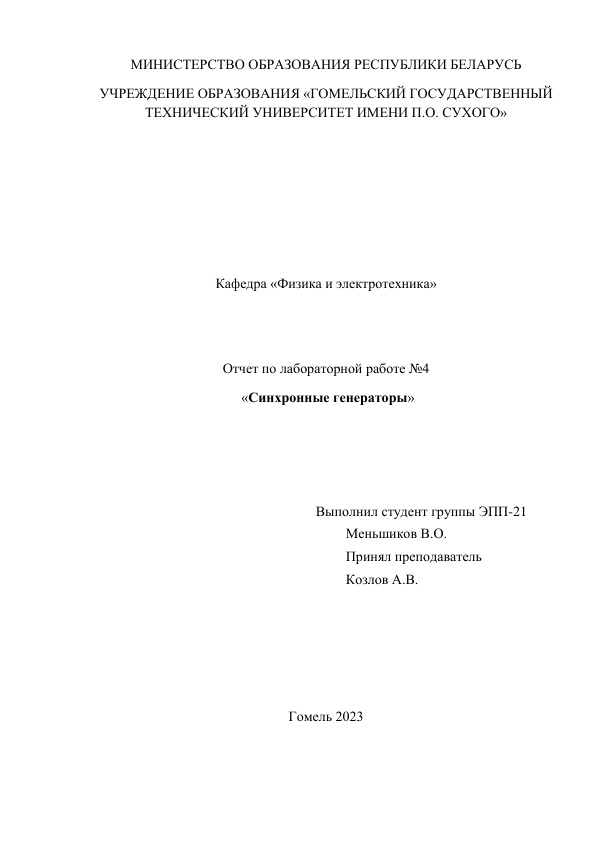 МИНИСТЕРСТВО ОБРАЗОВАНИЯ РЕСПУБЛИКИ БЕЛАРУСЬ
УЧРЕЖДЕНИЕ ОБРАЗОВАНИЯ «ГОМЕЛЬСКИЙ ГОСУДАРСТВЕННЫЙ
ТЕХНИЧЕСКИЙ УНИВЕРСИТЕТ ИМЕНИ П.О. СУХОГО»
Кафедра «Физика и электротехника»
Отчет по лабораторной работе №4
«Синхронные генераторы»
Выполнил студент группы ЭПП-21
Меньшиков В.О.
Принял преподаватель
Козлов А.В.
Гомель 2023